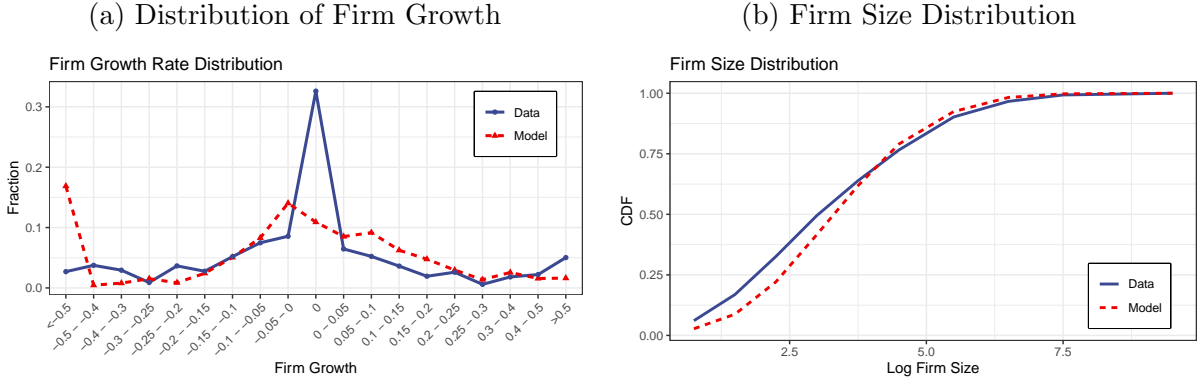 (a) Distribution of Firm Growth
Firm Growth Rate Distribution
Fraction
0.3
0.2
0.1
0.0
Data
Model
<−0.5
−0.5 − −0.4
−0.4 − −0.3
−0.3 − −0.25
−0.25 − −0.2
−0.2 − −0.15
−0.15 − −0.1
−0.1 − −0.05
−0.05 − 0
0
0 − 0.05
0.05 − 0.1
0.1 − 0.15
0.15 − 0.2
0.2 − 0.25
0.25 − 0.3
0.3 − 0.4
0.4 − 0.5
>0.5
Firm Growth
(b) Firm Size Distribution
Firm Size Distribution
CDF
1.00
0.75
0.50
0.25
0.00
Data
Model
2.5
5.0
7.5
Log Firm Size